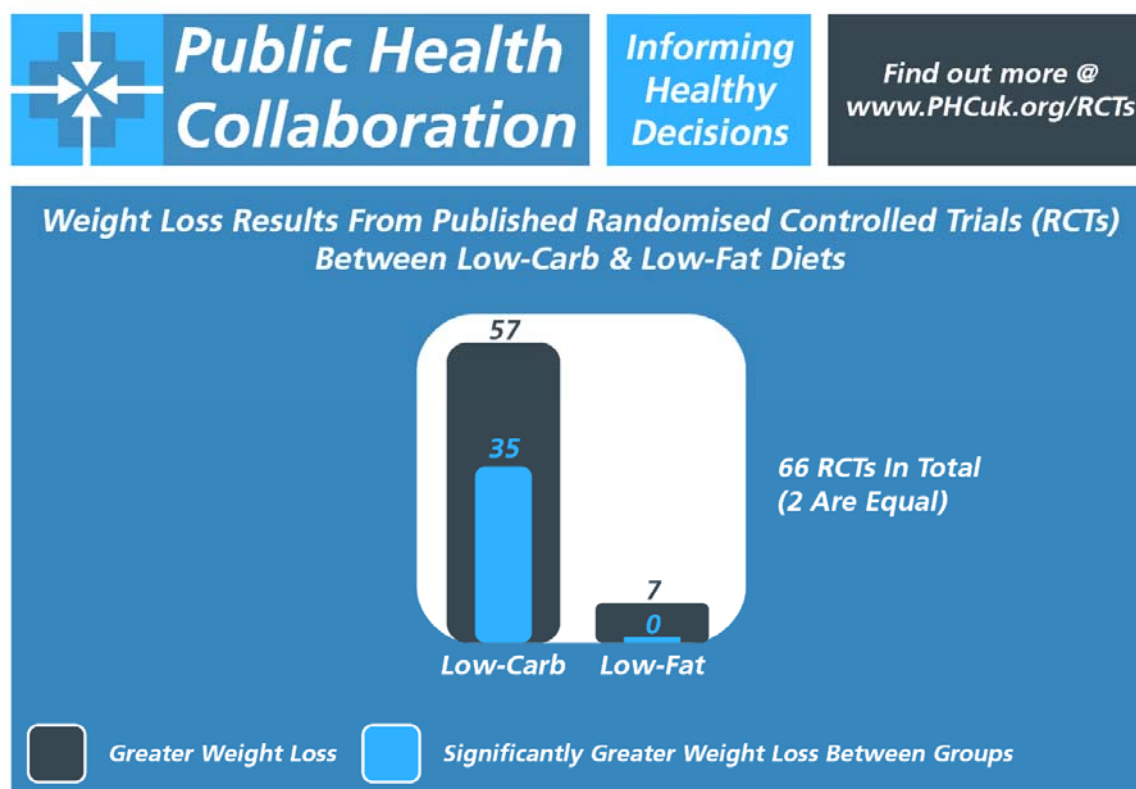 Public Health
Collaboration
Informing
Healthy
Decisions
Find out more @
www.PHCuk.org/RCTs
Weight Loss Results From Published Randomised Controlled Trials (RCTs)
Between Low-Carb & Low-Fat Diets
57
35
7
0
Low-Carb
Low-Fat
66 RCTs In Total
(2 Are Equal)
Greater Weight Loss
Significantly Greater Weight Loss Between Groups